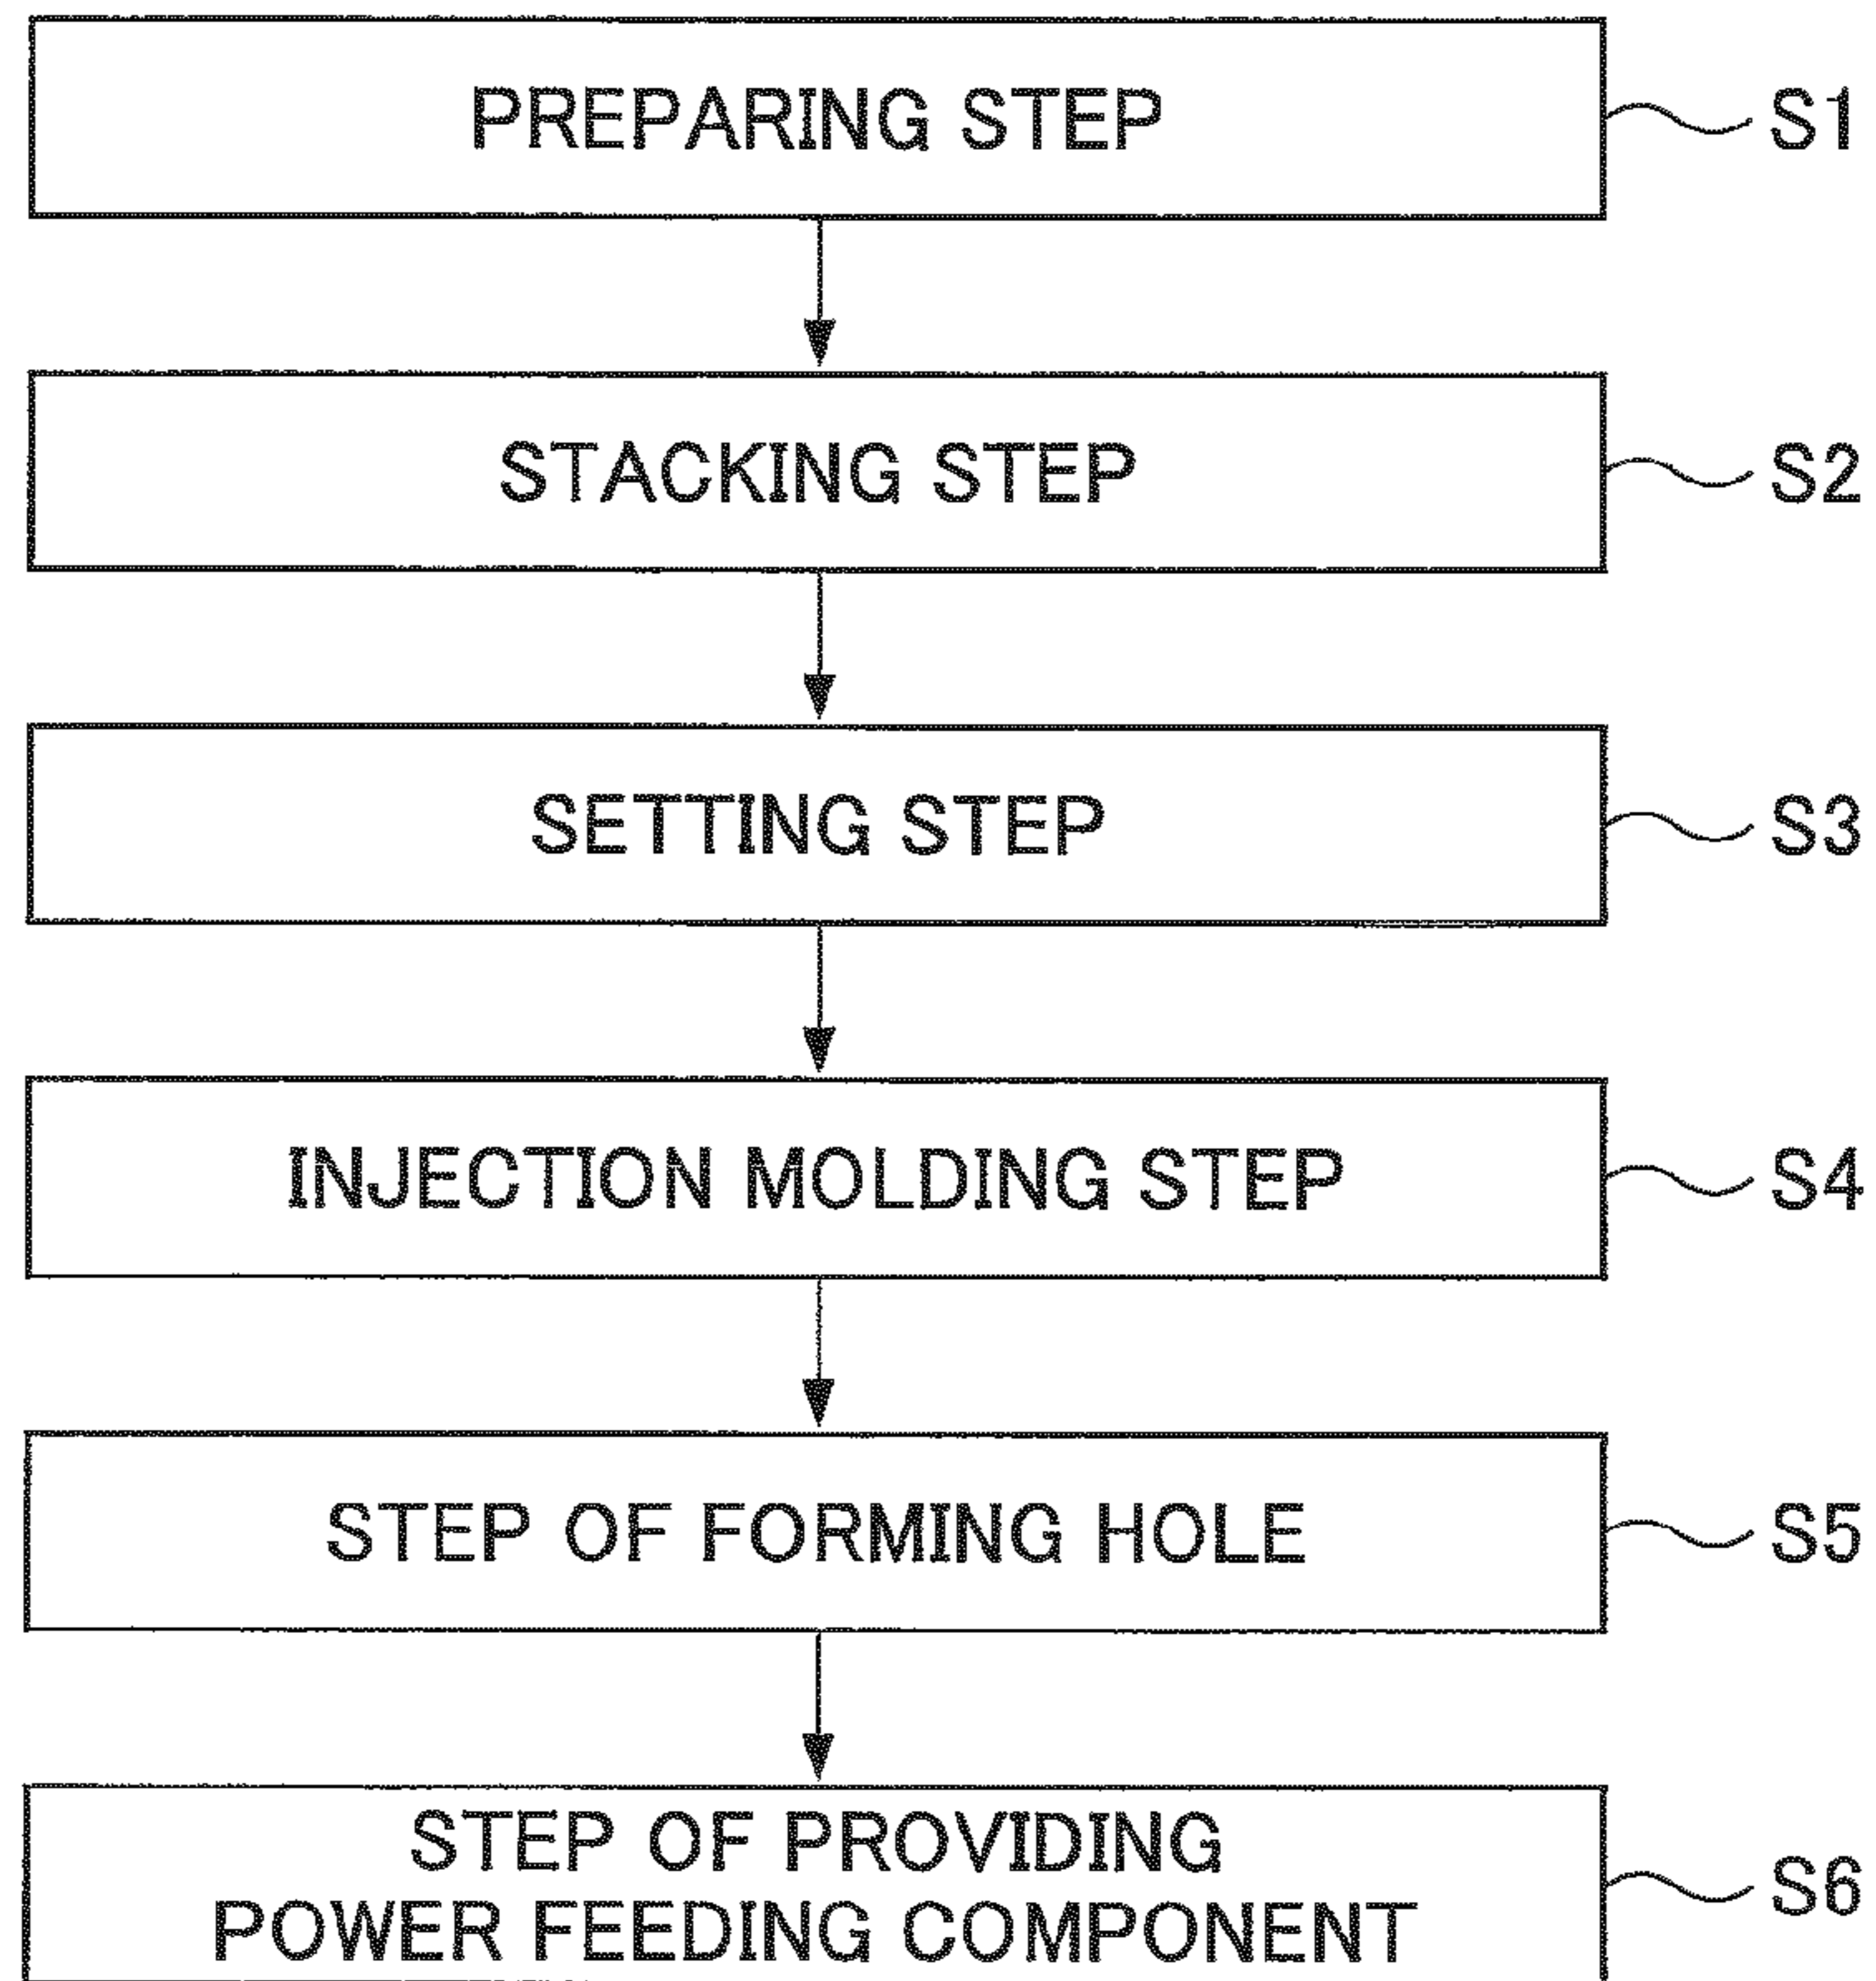 PREPARING STEP S1
STACKING STEP S2
SETTING STEP S3
INJECTION MOLDING STEP S4
STEP OF FORMING HOLE S5
STEP OF PROVIDING
POWER FEEDING COMPONENT S6